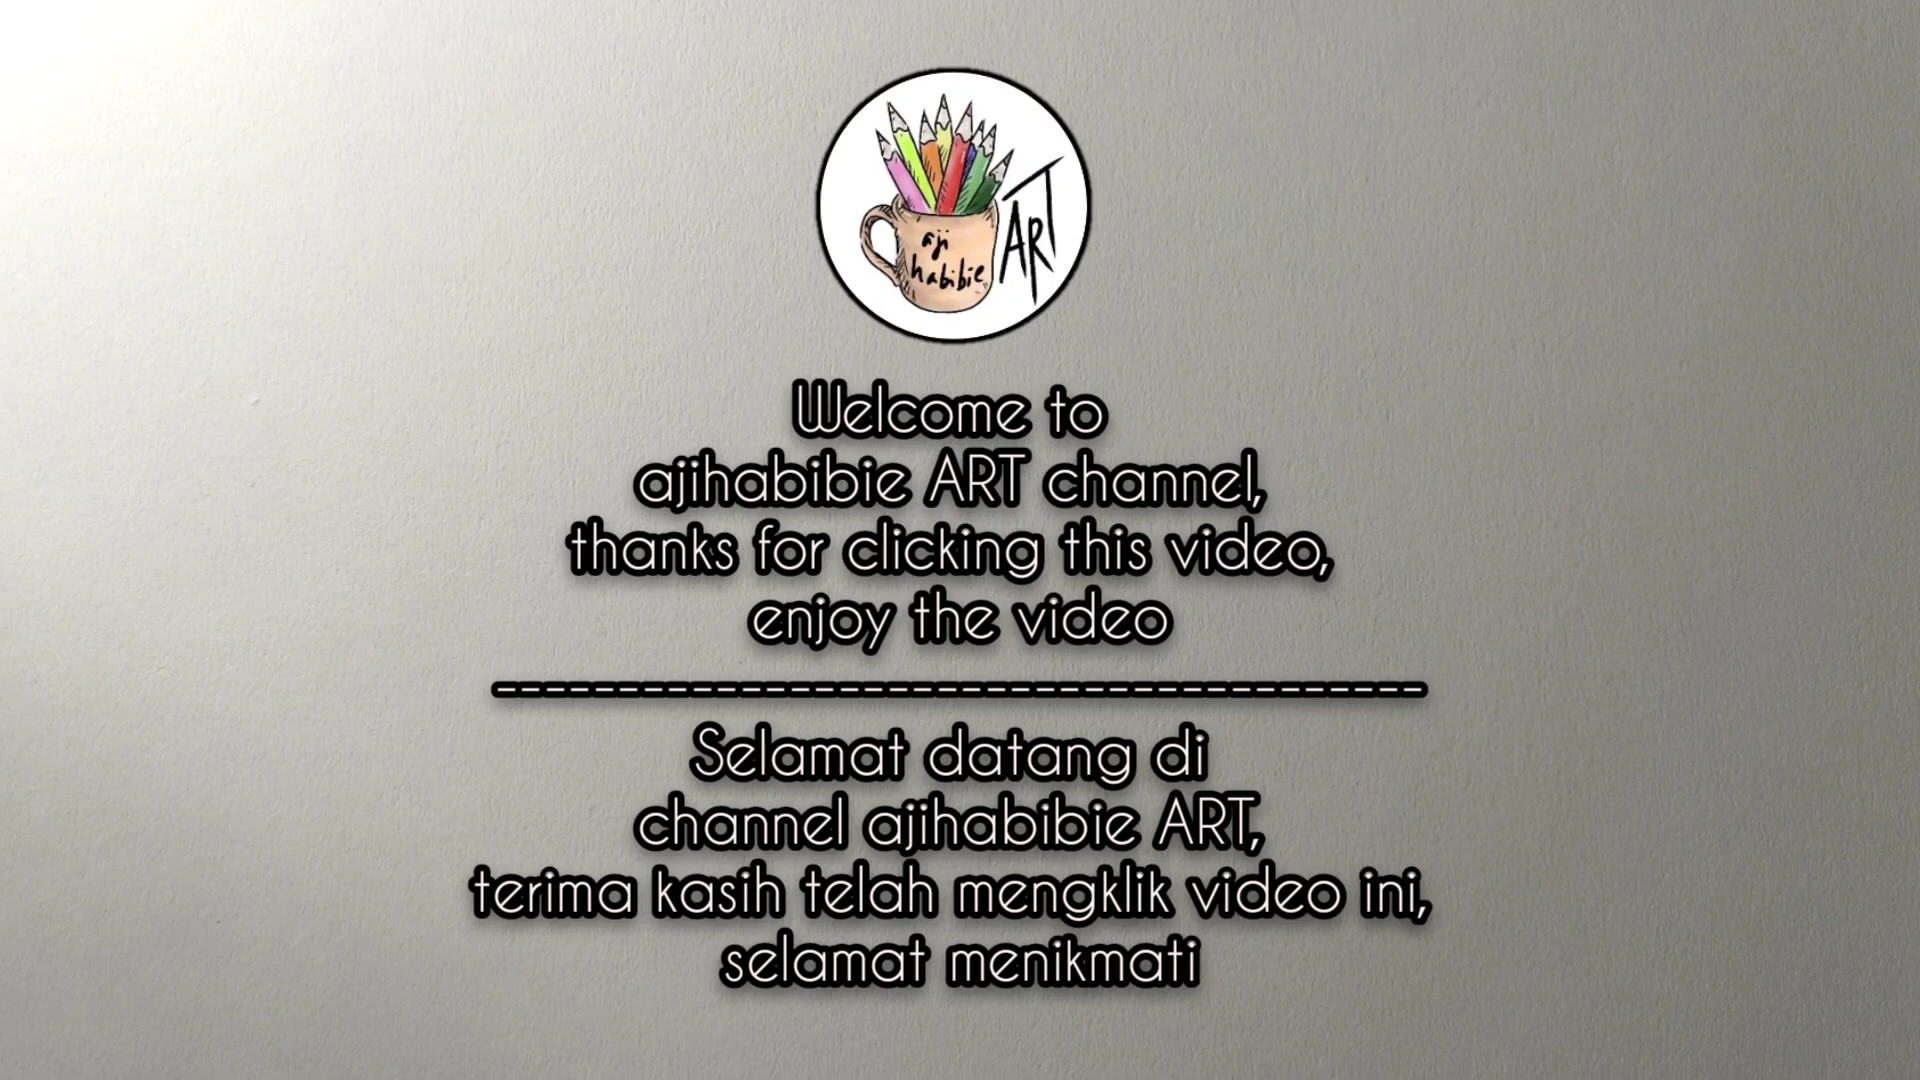 aji
habibie
ART
Welcome to
ajihabibie ART channel,
thanks for clicking this video,
enjoy the video
---------------------------------------
Selamat datang di
channel ajihabibie ART,
terima kasih telah mengklik video ini,
selamat menikmati